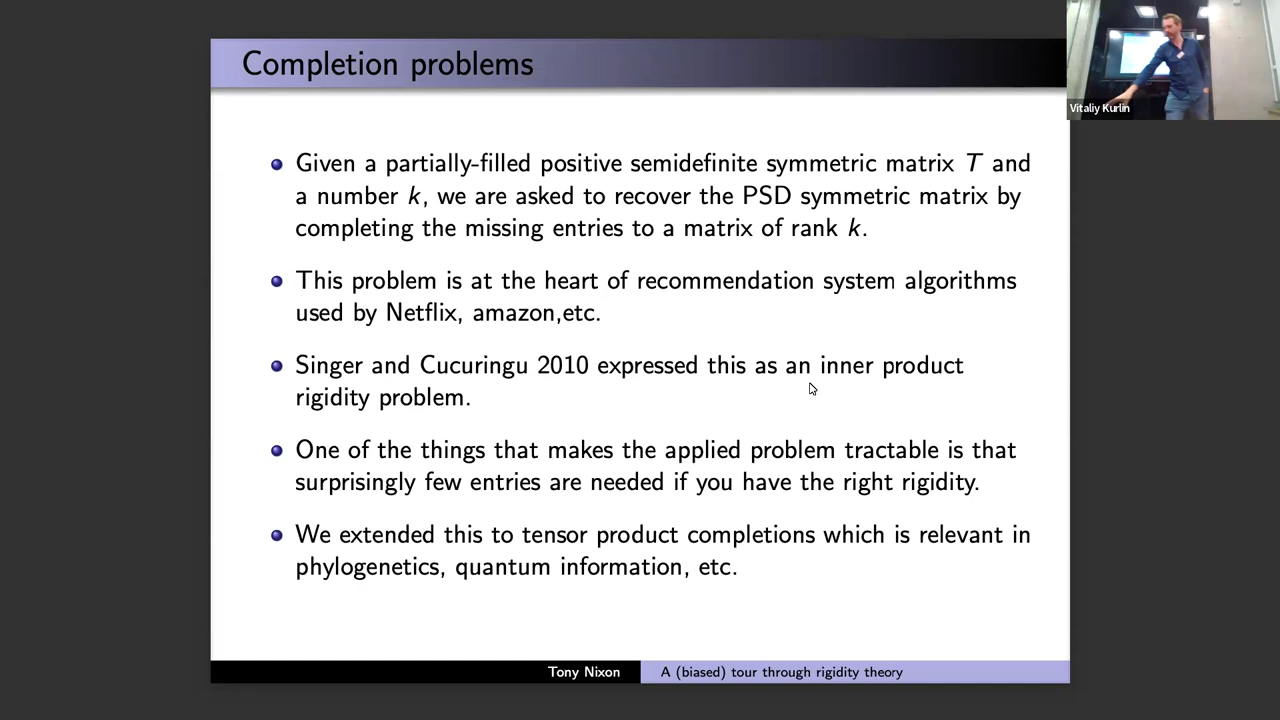 Completion problems
Given a partially-filled positive semidefinite symmetric matrix T and
a number k, we are asked to recover the PSD symmetric matrix by
completing the missing entries to a matrix of rank k.
This problem is at the heart of recommendation system algorithms
used by Netflix, amazon,etc.
Singer and Cucuringu 2010 expressed this as an inner product
rigidity problem.
One of the things that makes the applied problem tractable is that
surprisingly few entries are needed if you have the right rigidity.
We extended this to tensor product completions which is relevant in
phylogenetics, quantum information, etc.
Tony Nixon
A (biased) tour through rigidity theory
Vitaliy Kurlin